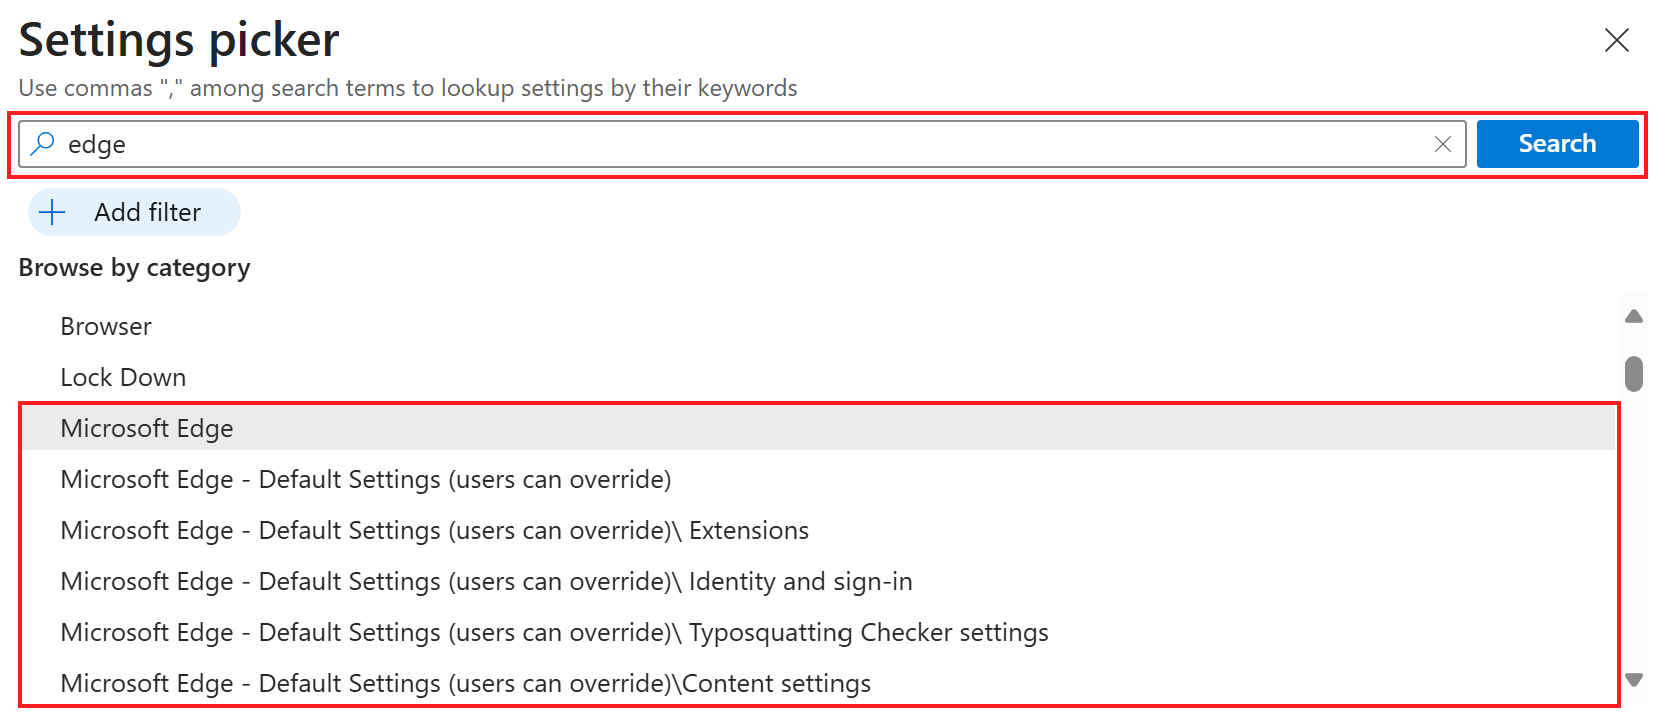 Settings picker
Use commas "," among search terms to lookup settings by their keywords
edge
Search
Add filter
Browse by category
Browser
Lock Down
Microsoft Edge
Microsoft Edge - Default Settings (users can override)
Microsoft Edge - Default Settings (users can override)\ Extensions
Microsoft Edge - Default Settings (users can override)\ Identity and sign-in
Microsoft Edge - Default Settings (users can override)\ Typosquatting Checker settings
Microsoft Edge - Default Settings (users can override)\Content settings